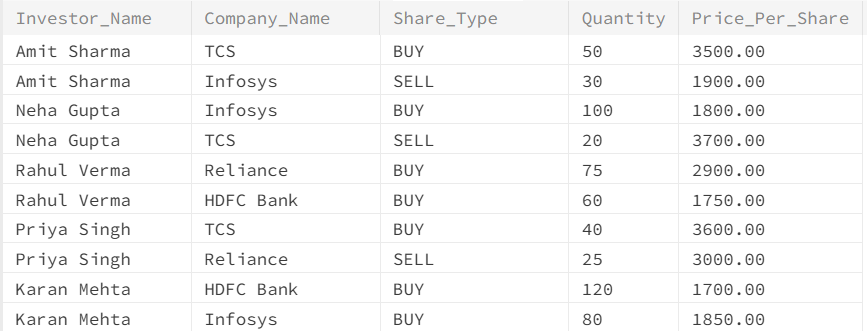 Investor_Name Company_Name Share_Type Quantity Price_Per_Share
Amit Sharma TCS BUY 50 3500.00
Amit Sharma Infosys SELL 30 1900.00
Neha Gupta Infosys BUY 100 1800.00
Neha Gupta TCS SELL 20 3700.00
Rahul Verma Reliance BUY 75 2900.00
Rahul Verma HDFC Bank BUY 60 1750.00
Priya Singh TCS BUY 40 3600.00
Priya Singh Reliance SELL 25 3000.00
Karan Mehta HDFC Bank BUY 120 1700.00
Karan Mehta Infosys BUY 80 1850.00